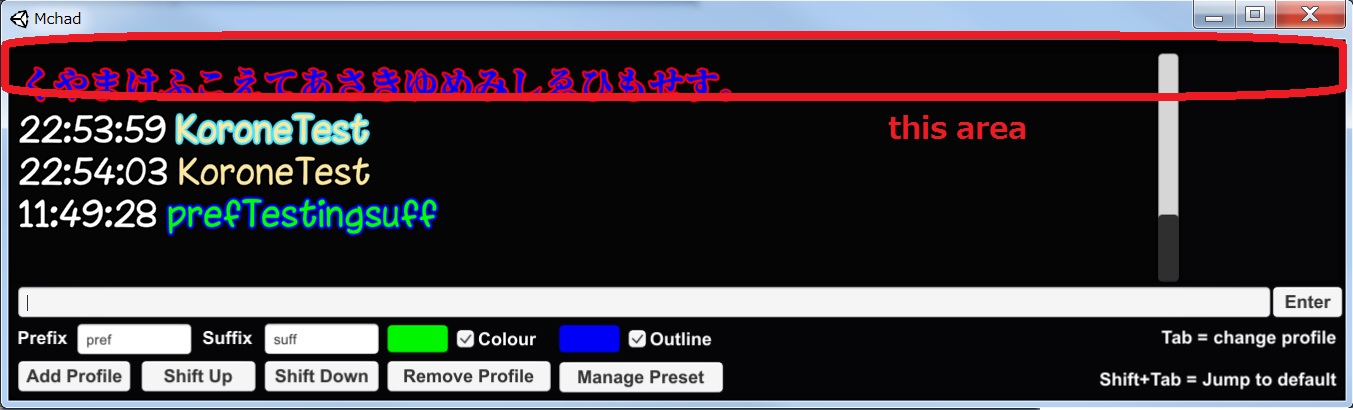 Mchad
くやまけふこえてあさきゆめみしゑひもせす。
22:53:59 KoroneTest
this area
22:54:03 KoroneTest
11:49:28 prefTestingsuff
Enter
Prefix pref Suffix suff Colour Outline Tab = change profile
Add Profile Shift Up Shift Down Remove Profile Manage Preset Shift+Tab = Jump to default